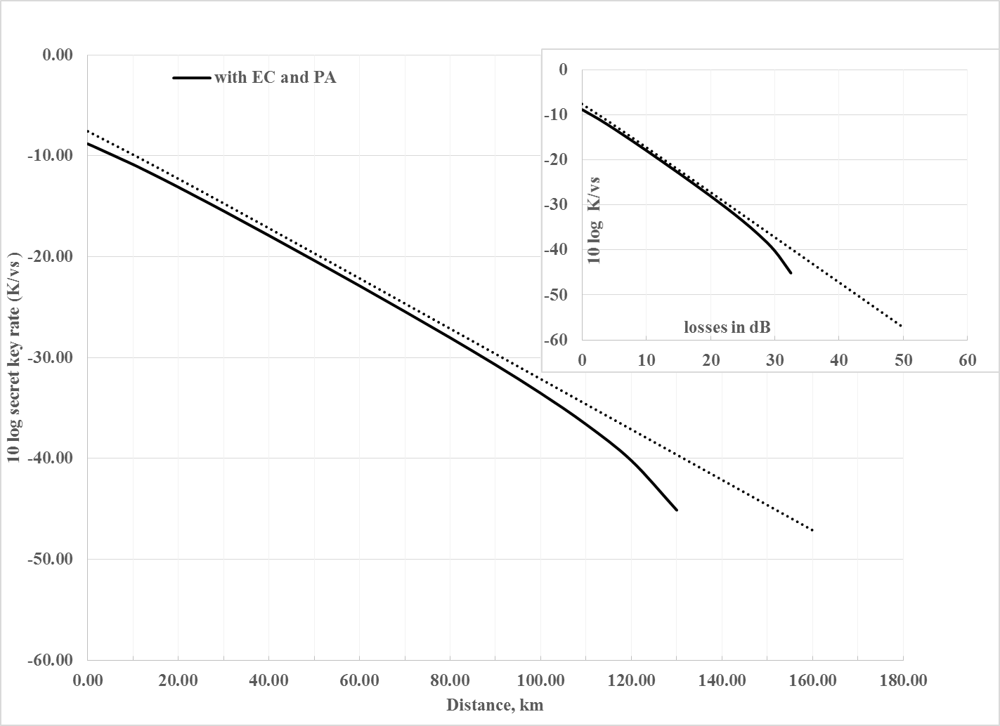 0.00
-10.00
-20.00
-30.00
-40.00
-50.00
-60.00
10 log secret key rate (K/vs )
with EC and PA
0
-10
-20
-30
-40
-50
-60
10 log  K/vs
losses in dB
0 10 20 30 40 50 60
0.00 20.00 40.00 60.00 80.00 100.00 120.00 140.00 160.00 180.00
Distance, km